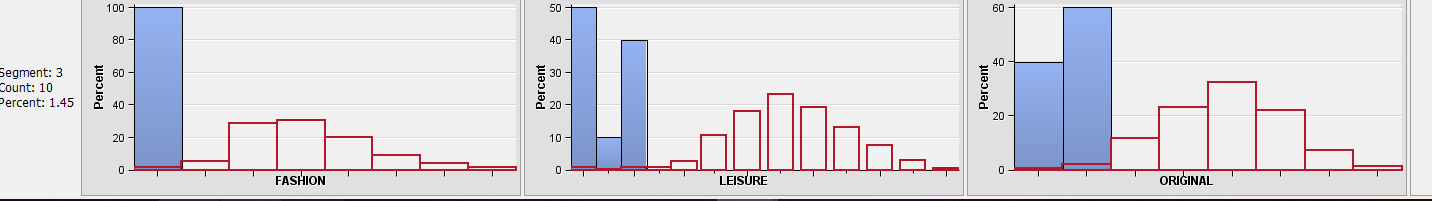 Segment: 3
Count: 10
Percent: 1.45
Percent
100
80
60
40
20
0
FASHION
Percent
50
40
30
20
10
0
LEISURE
Percent
60
40
20
0
ORIGINAL